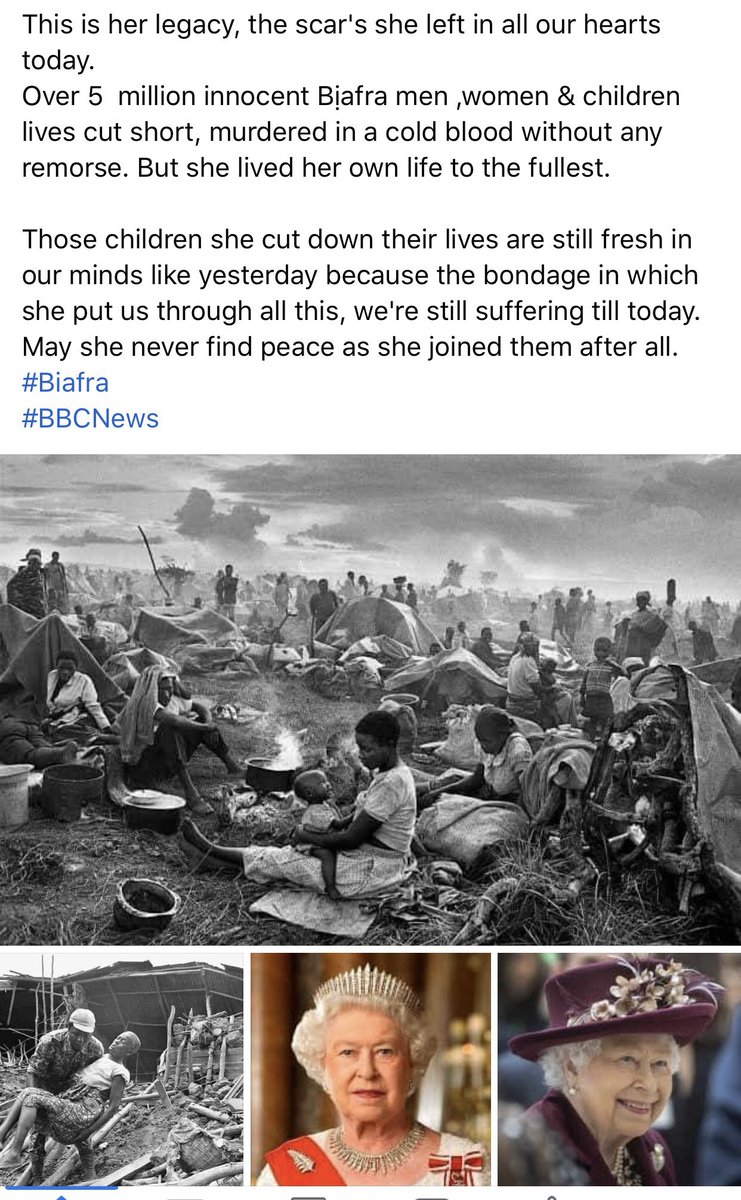 This is her legacy, the scar's she left in all our hearts
today.
Over 5  million innocent Bịafra men ,women & children
lives cut short, murdered in a cold blood without any
remorse. But she lived her own life to the fullest.
Those children she cut down their lives are still fresh in
our minds like yesterday because the bondage in which
she put us through all this, we're still suffering till today.
May she never find peace as she joined them after all.
#Biafra
#BBCNews